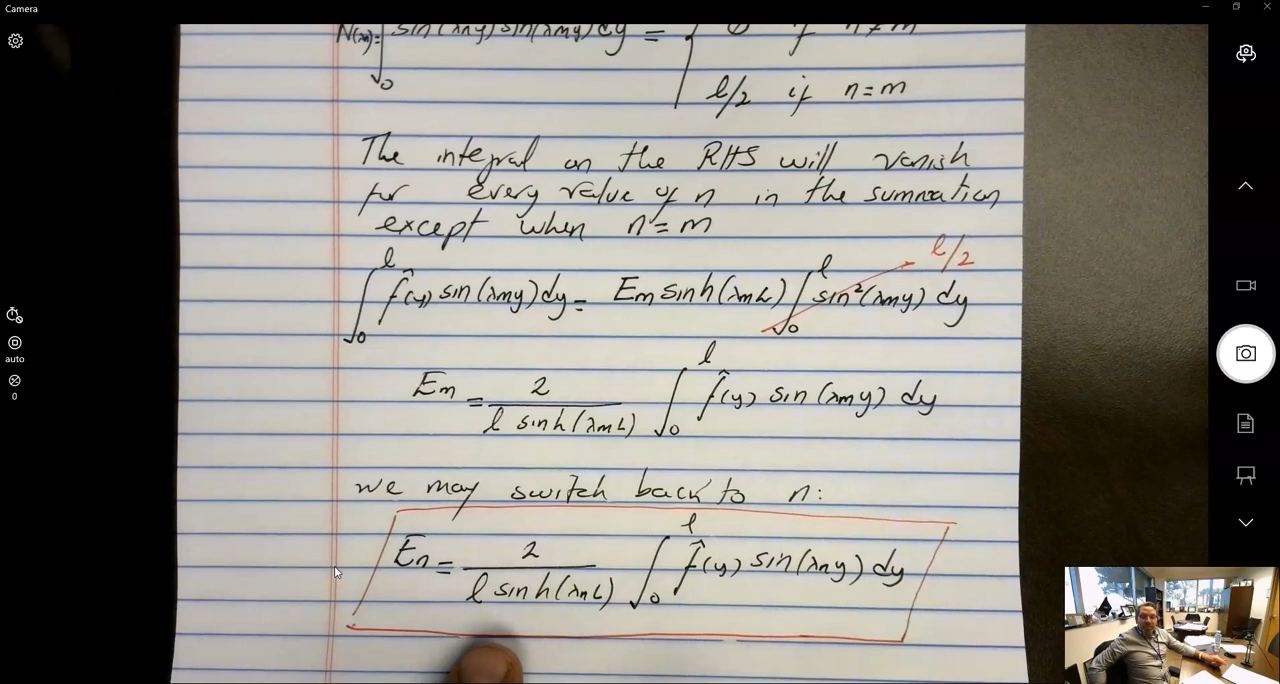 Camera
N(λn)= ∫₀ sin(λny) sin(λmy) dy = { 0 if n≠m
l/2 if n=m
The integral on the RHS will vanish
for every value of n in the summation
except when n=m
∫₀^l f̂(y) sin(λmy) dy = Em sinh(λmL) ∫₀^l sin²(λmy) dy l/2
Em = 2 / (l sinh(λmL)) ∫₀^l f̂(y) sin(λmy) dy
we may switch back to n:
En = 2 / (l sinh(λnL)) ∫₀^l f̂(y) sin(λny) dy
auto
0